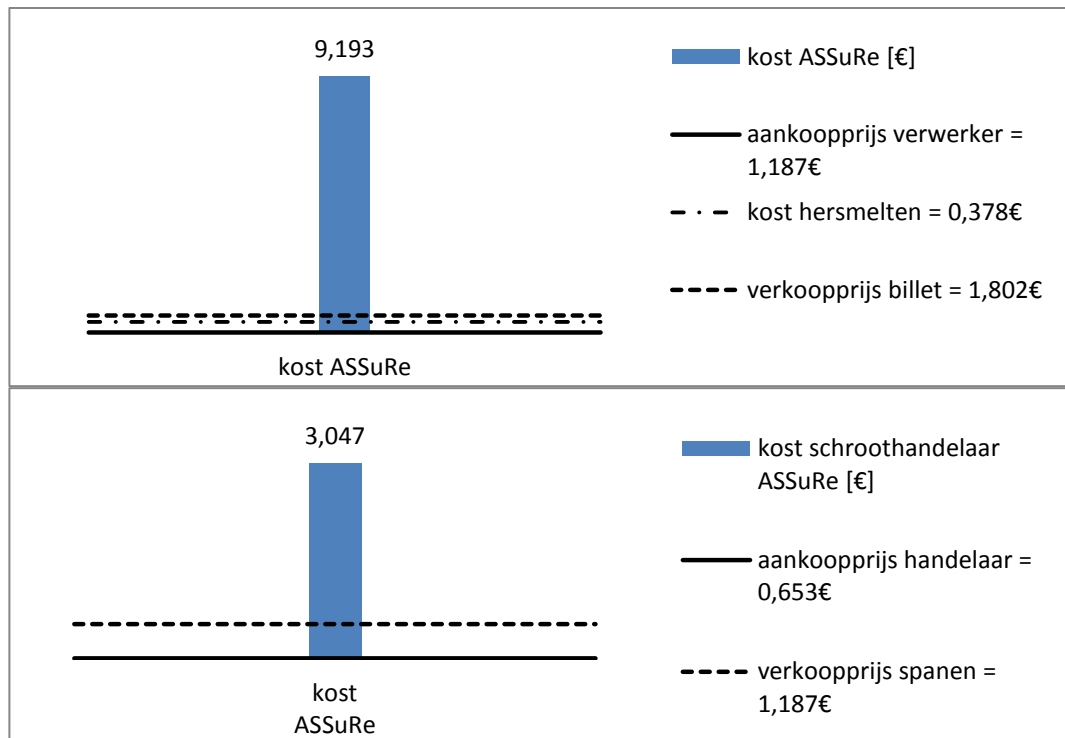 9,193
kost ASSuRe [€]
aankoopprijs verwerker =
1,187€
kost hersmelten = 0,378€
verkoopprijs billet = 1,802€
kost ASSuRe
3,047
kost schroothandelaar
ASSuRe [€]
aankoopprijs handelaar =
0,653€
verkoopprijs spanen =
1,187€
kost
ASSuRe